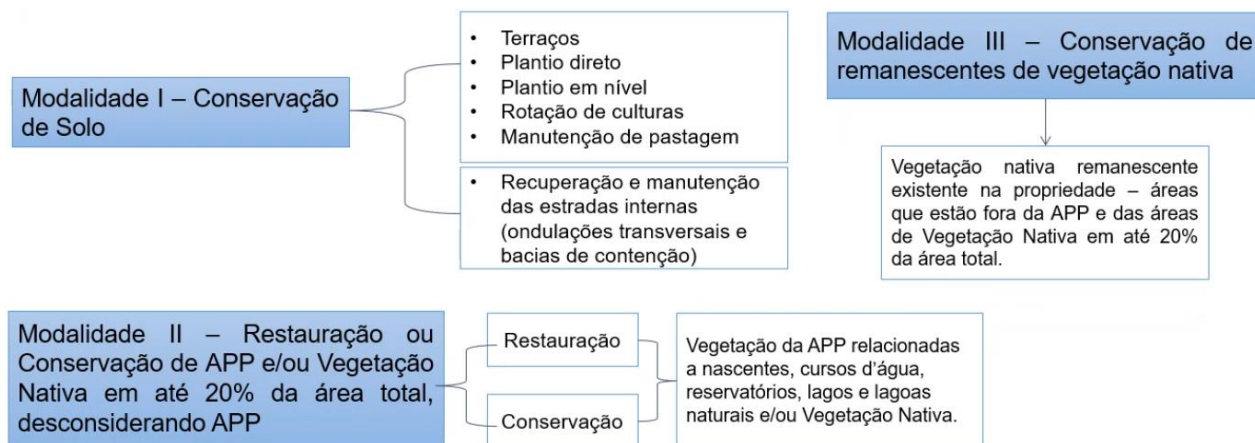 Modalidade I – Conservação
de Solo
• Terraços
• Plantio direto
• Plantio em nível
• Rotação de culturas
• Manutenção de pastagem
• Recuperação e manutenção
das estradas internas
(ondulações transversais e
bacias de contenção)
Modalidade III – Conservação de
remanescentes de vegetação nativa
Vegetação nativa remanescente
existente na propriedade – áreas
que estão fora da APP e das áreas
de Vegetação Nativa em até 20%
da área total.
Modalidade II – Restauração ou
Conservação de APP e/ou Vegetação
Nativa em até 20% da área total,
desconsiderando APP
Restauração
Conservação
Vegetação da APP relacionadas
a nascentes, cursos d'água,
reservatórios, lagos e lagoas
naturais e/ou Vegetação Nativa.